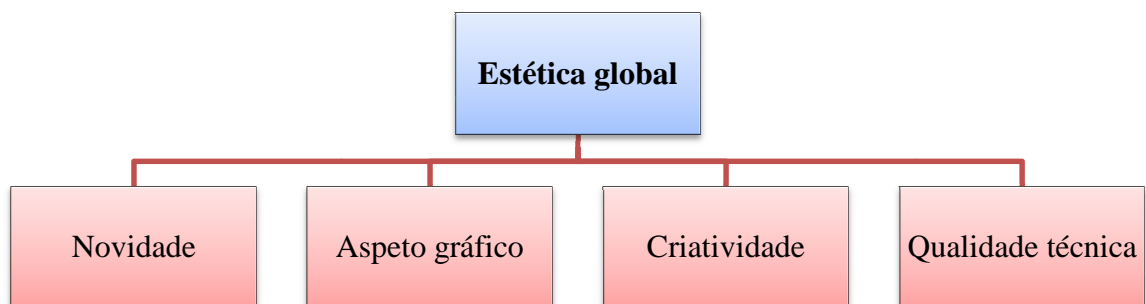 Estética global
Novidade
Aspeto gráfico
Criatividade
Qualidade técnica